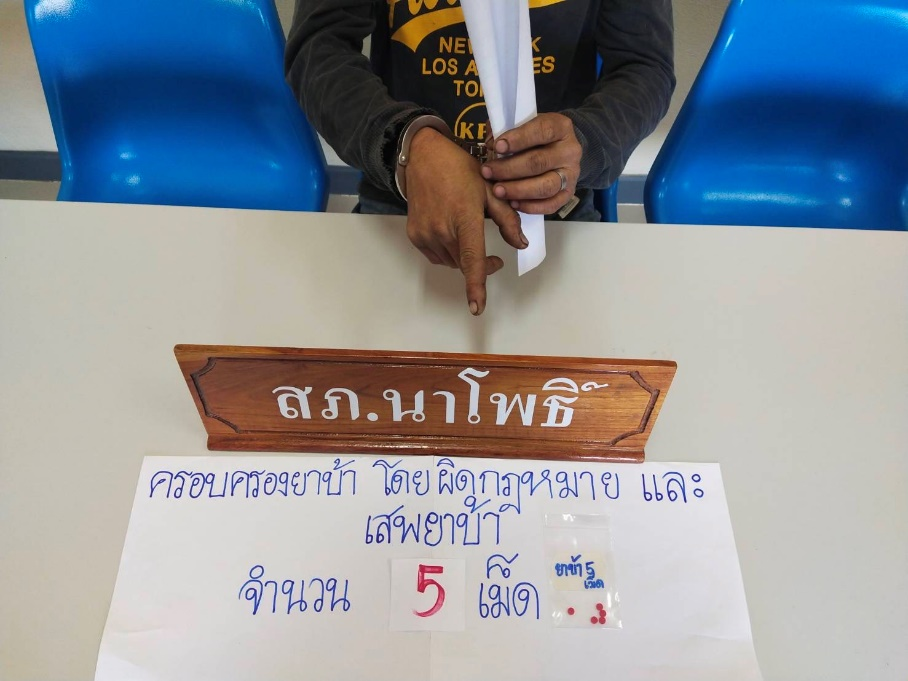 NEW YORK
LOS ANGELES
สภ.นาโพธิ์
ครอบครองยาบ้า โดยผิดกฎหมาย และ
เสพยาบ้า
จำนวน 5 เม็ด
ยาบ้า 5
เม็ด